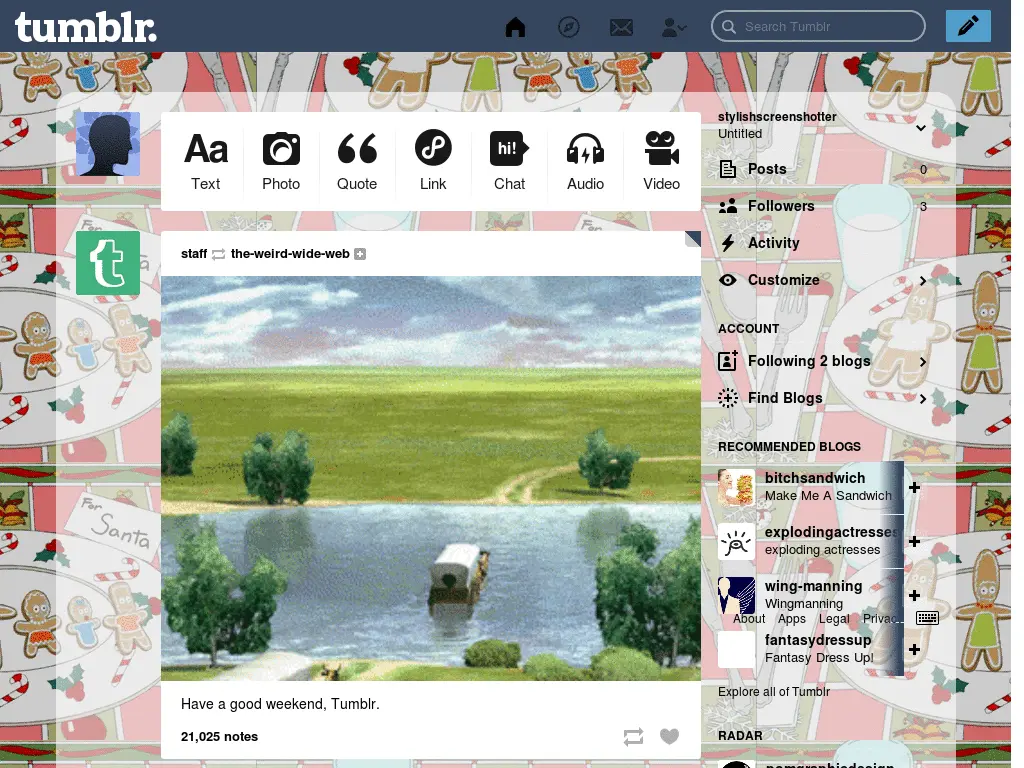 tumblr.
Search Tumblr
Aa
hi!
Text Photo Quote Link Chat Audio Video
stylishscreenshotter
Untitled
Posts 0
Followers 3
Activity
Customize
ACCOUNT
Following 2 blogs
Find Blogs
RECOMMENDED BLOGS
bitchsandwich
Make Me A Sandwich
explodingactresses
exploding actresses
wing-manning
Wingmanning
About Apps Legal
fantasydressup
Fantasy Dress Up!
Explore all of Tumblr
RADAR
t
staff the-weird-wide-web
Have a good weekend, Tumblr.
21,025 notes
For
Santa